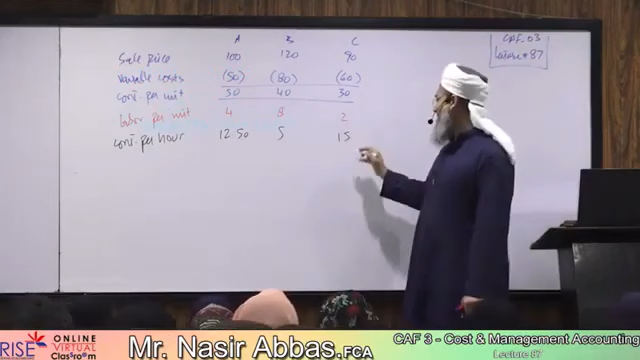 A B C
Sale price 100 120 90
variable costs (50) (80) (60)
cont. per unit 50 40 30
labor per unit 4 8 2
cont. per hour 12.50 5 15
CAF-03
Lecture # 87
RISE ONLINE VIRTUAL Classroom
Mr. Nasir Abbas, FCA
CAF 3 - Cost & Management Accounting
Lecture 87